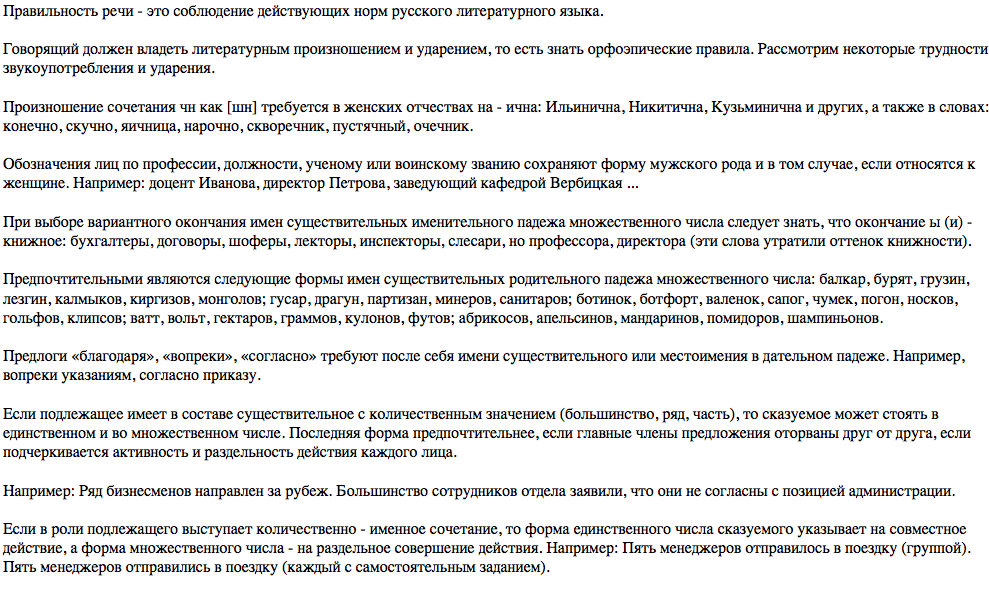 Правильность речи - это соблюдение действующих норм русского литературного языка.
Говорящий должен владеть литературным произношением и ударением, то есть знать орфоэпические правила. Рассмотрим некоторые трудности
звукоупотребления и ударения.
Произношение сочетания чн как [шн] требуется в женских отчествах на - ична: Ильинична, Никитична, Кузьминична и других, а также в словах:
конечно, скучно, яичница, нарочно, скворечник, пустячный, очечник.
Обозначения лиц по профессии, должности, ученому или воинскому званию сохраняют форму мужского рода и в том случае, если относятся к
женщине. Например: доцент Иванова, директор Петрова, заведующий кафедрой Вербицкая ...
При выборе вариантного окончания имен существительных именительного падежа множественного числа следует знать, что окончание ы (и) -
книжное: бухгалтеры, договоры, шоферы, лекторы, инспекторы, слесари, но профессора, директора (эти слова утратили оттенок книжности).
Предпочтительными являются следующие формы имен существительных родительного падежа множественного числа: балкар, бурят, грузин,
лезгин, калмыков, киргизов, монголов; гусар, драгун, партизан, минеров, санитаров; ботинок, ботфорт, валенок, сапог, чумек, погон, носков,
гольфов, клипсов; ватт, вольт, гектаров, граммов, кулонов, футов; абрикосов, апельсинов, мандаринов, помидоров, шампиньонов.
Предлоги «благодаря», «вопреки», «согласно» требуют после себя имени существительного или местоимения в дательном падеже. Например,
вопреки указаниям, согласно приказу.
Если подлежащее имеет в составе существительное с количественным значением (большинство, ряд, часть), то сказуемое может стоять в
единственном и во множественном числе. Последняя форма предпочтительнее, если главные члены предложения оторваны друг от друга, если
подчеркивается активность и раздельность действия каждого лица.
Например: Ряд бизнесменов направлен за рубеж. Большинство сотрудников отдела заявили, что они не согласны с позицией администрации.
Если в роли подлежащего выступает количественно - именное сочетание, то форма единственного числа сказуемого указывает на совместное
действие, а форма множественного числа - на раздельное совершение действия. Например: Пять менеджеров отправилось в поездку (группой).
Пять менеджеров отправились в поездку (каждый с самостоятельным заданием).